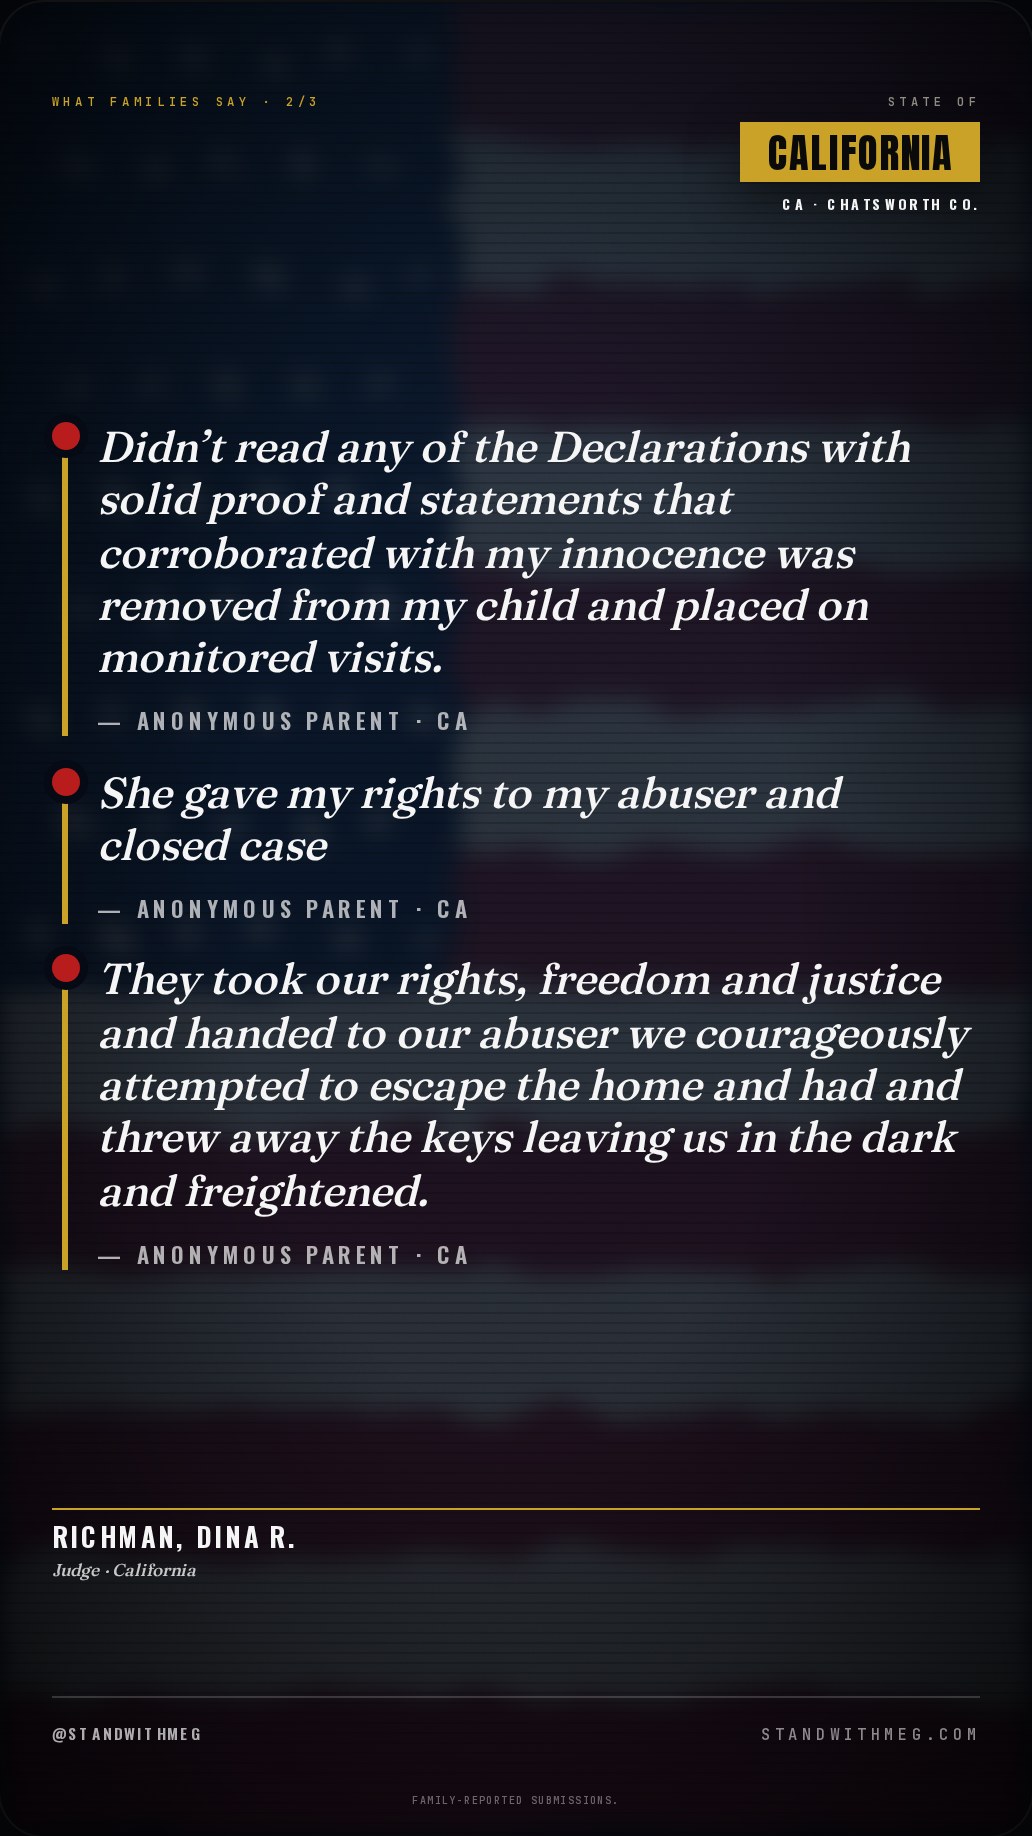 WHAT FAMILIES SAY · 2/3
STATE OF
CALIFORNIA
CA · CHATSWORTH CO.
Didn’t read any of the Declarations with
solid proof and statements that
corroborated with my innocence was
removed from my child and placed on
monitored visits.
— ANONYMOUS PARENT · CA
She gave my rights to my abuser and
closed case
— ANONYMOUS PARENT · CA
They took our rights, freedom and justice
and handed to our abuser we courageously
attempted to escape the home and had and
threw away the keys leaving us in the dark
and freightened.
— ANONYMOUS PARENT · CA
RICHMAN, DINA R.
Judge · California
@STANDWITHMEG
STANDWITHMEG.COM
FAMILY-REPORTED SUBMISSIONS.